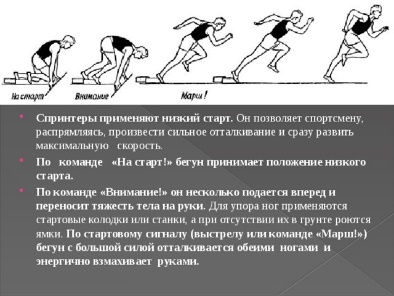 На старт Внимание Марш!
Спринтеры применяют низкий старт. Он позволяет спортсмену,
распрямляясь, произвести сильное отталкивание и сразу развить
максимальную скорость.
По команде «На старт!» бегун принимает положение низкого
старта.
По команде «Внимание!» он несколько подается вперед и
переносит тяжесть тела на руки. Для упора ног применяются
стартовые колодки или станки, а при отсутствии их в грунте роются
ямки. По стартовому сигналу (выстрелу или команде «Марш!»)
бегун с большой силой отталкивается обеими ногами и
энергично взмахивает руками.